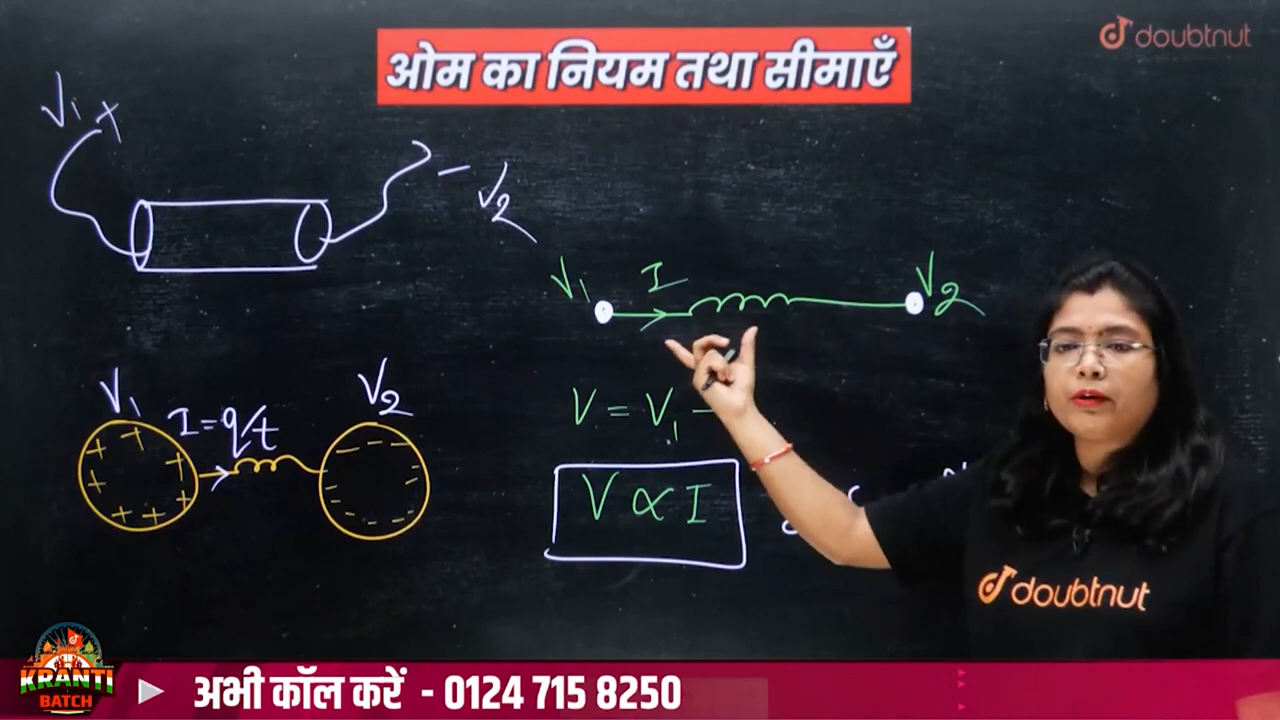 doubtnut
ओम का नियम तथा सीमाएँ
V₁ +
- V₂
V₁ I V₂
V₁ I=q/t V₂
V = V₁ -
V ∝ I
doubtnut
KRANTI
BATCH
अभी कॉल करें - 0124 715 8250